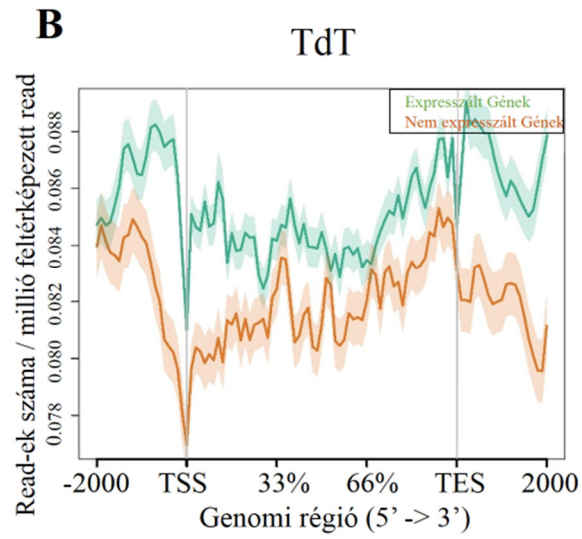 B
TdT
Expresszált Gének
Nem expresszált Gének
Read-ek száma / millió feltérképezett read
0.088
0.086
0.084
0.082
0.080
0.078
-2000 TSS 33% 66% TES 2000
Genomi régió (5' -> 3')